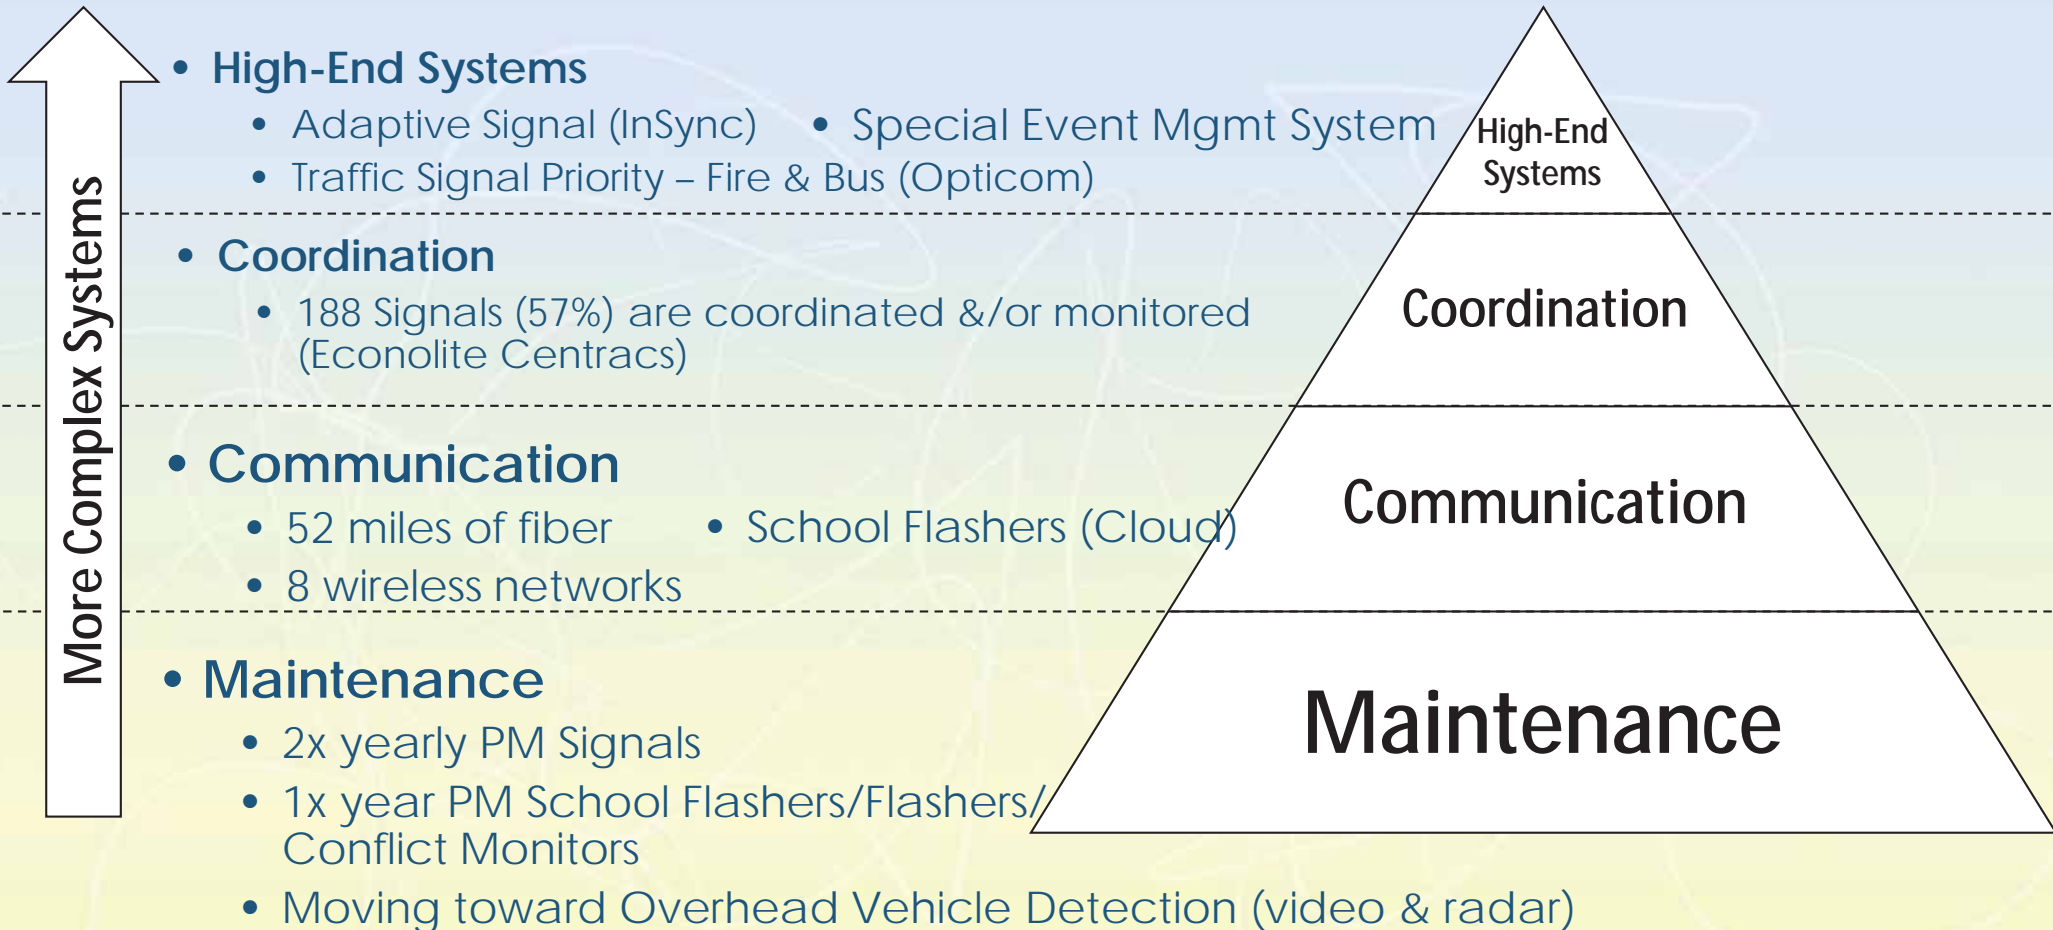 More Complex Systems
• High-End Systems
• Adaptive Signal (InSync) • Special Event Mgmt System
• Traffic Signal Priority – Fire & Bus (Opticom)
• Coordination
• 188 Signals (57%) are coordinated &/or monitored
(Econolite Centracs)
• Communication
• 52 miles of fiber • School Flashers (Cloud)
• 8 wireless networks
• Maintenance
• 2x yearly PM Signals
• 1x year PM School Flashers/Flashers/
Conflict Monitors
• Moving toward Overhead Vehicle Detection (video & radar)
High-End
Systems
Coordination
Communication
Maintenance